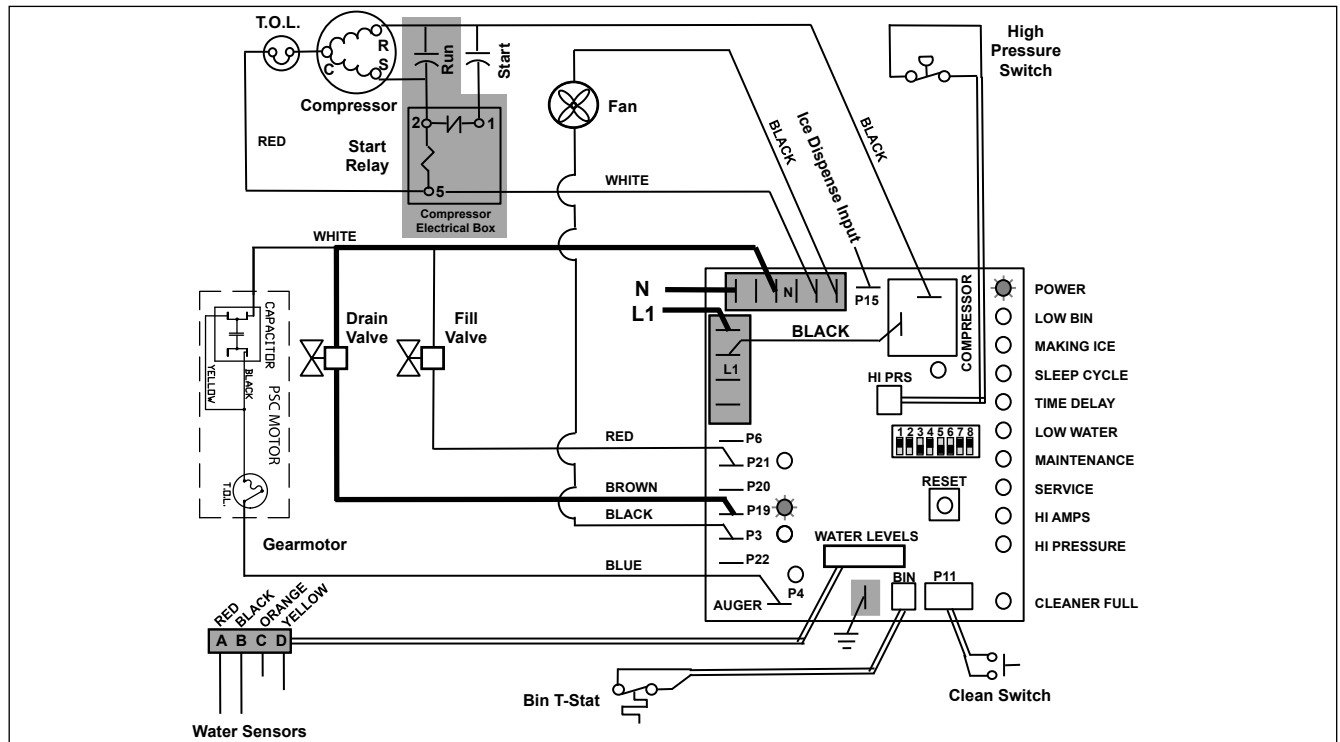 T.O.L.
R
S
C
Run
Start
Compressor
RED
2
1
Start
Relay
5
Compressor
Electrical Box
Fan
BLACK
Ice Dispense Input
BLACK
High
Pressure
Switch
WHITE
WHITE
N
L1
N
P15
COMPRESSOR
BLACK
L1
HI PRS
CAPACITOR
BLACK
YELLOW
PSC MOTOR
T.O.L.
Gearmotor
Drain
Valve
Fill
Valve
1 2 3 4 5 6 7 8
RESET
RED
BROWN
BLACK
BLUE
P6
P21
P20
P19
P3
P22
P4
AUGER
WATER LEVELS
BIN
P11
POWER
LOW BIN
MAKING ICE
SLEEP CYCLE
TIME DELAY
LOW WATER
MAINTENANCE
SERVICE
HI AMPS
HI PRESSURE
CLEANER FULL
RED
BLACK
ORANGE
YELLOW
A B C D
Water Sensors
Bin T-Stat
Clean Switch